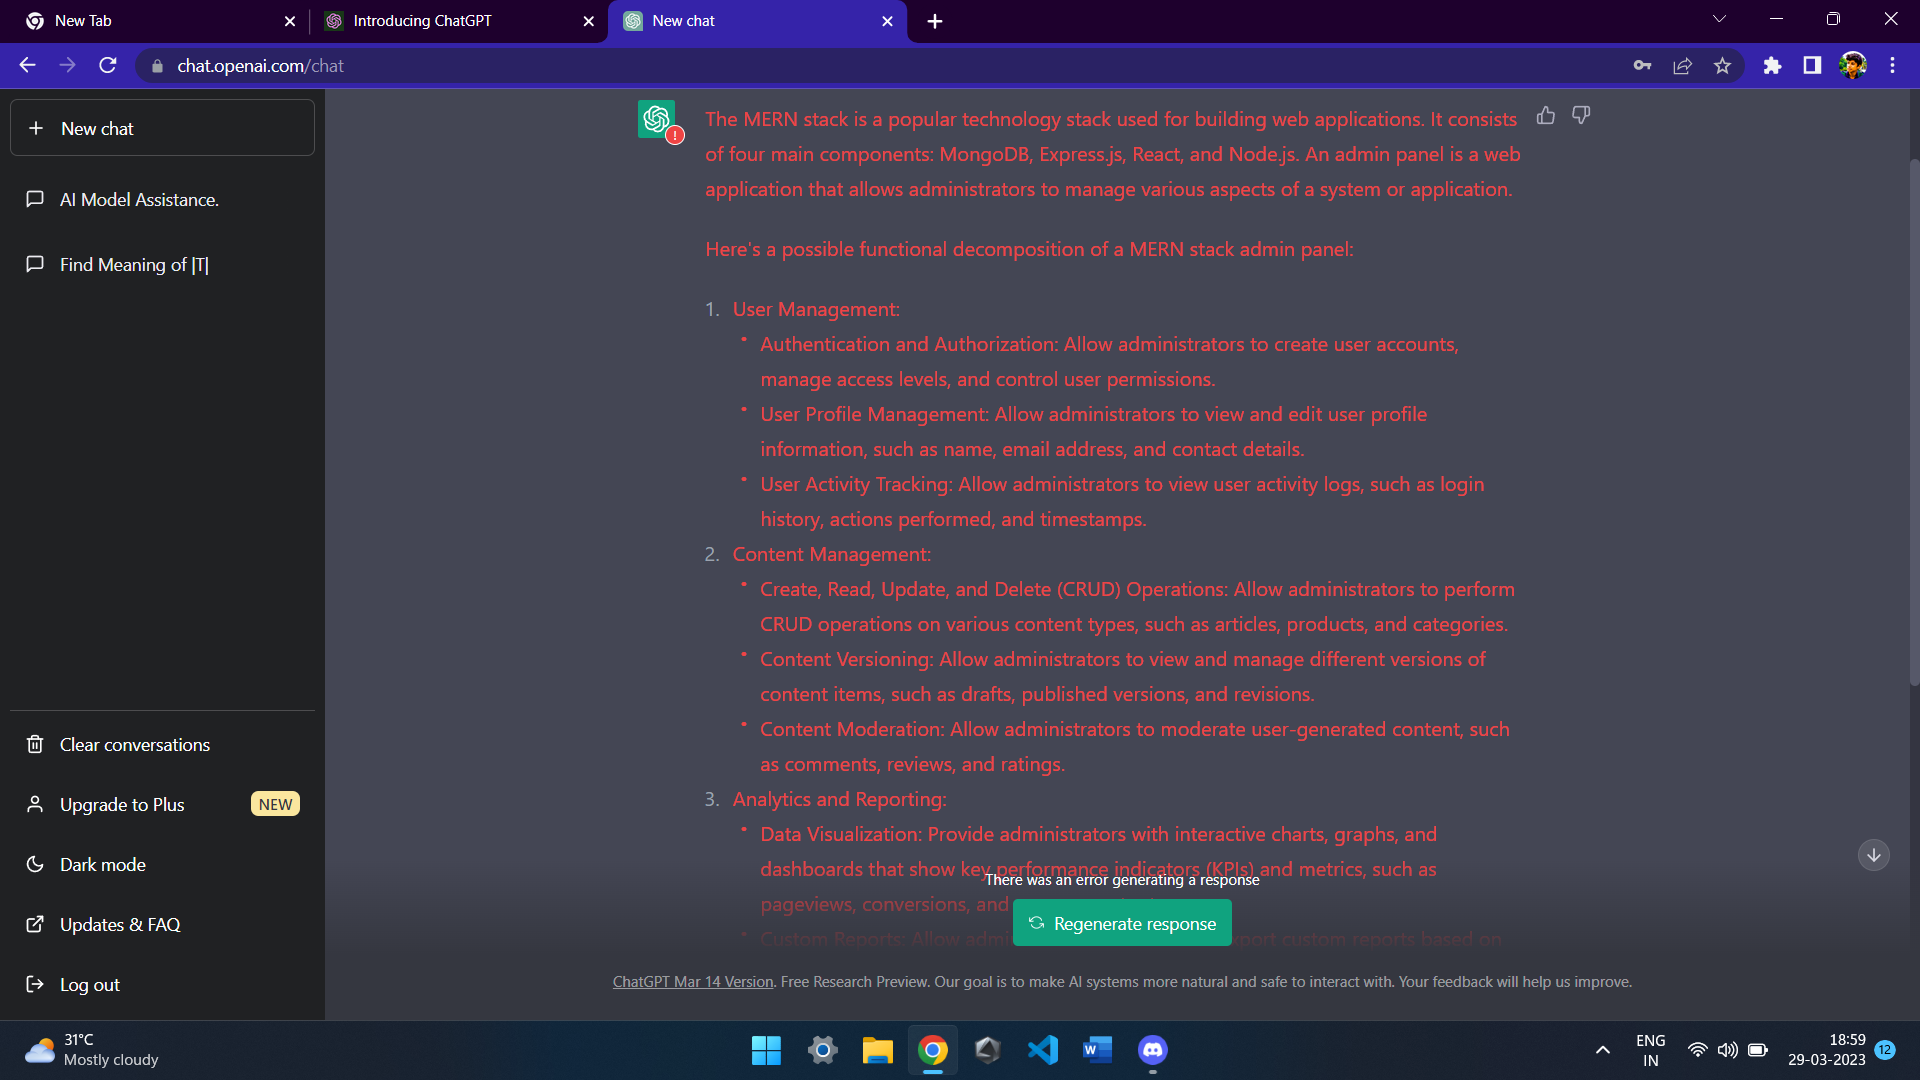 New Tab
Introducing ChatGPT
New chat
chat.openai.com/chat
New chat
AI Model Assistance.
Find Meaning of |T|
Clear conversations
Upgrade to Plus NEW
Dark mode
Updates & FAQ
Log out
The MERN stack is a popular technology stack used for building web applications. It consists
of four main components: MongoDB, Express.js, React, and Node.js. An admin panel is a web
application that allows administrators to manage various aspects of a system or application.
Here's a possible functional decomposition of a MERN stack admin panel:
1. User Management:
• Authentication and Authorization: Allow administrators to create user accounts,
manage access levels, and control user permissions.
• User Profile Management: Allow administrators to view and edit user profile
information, such as name, email address, and contact details.
• User Activity Tracking: Allow administrators to view user activity logs, such as login
history, actions performed, and timestamps.
2. Content Management:
• Create, Read, Update, and Delete (CRUD) Operations: Allow administrators to perform
CRUD operations on various content types, such as articles, products, and categories.
• Content Versioning: Allow administrators to view and manage different versions of
content items, such as drafts, published versions, and revisions.
• Content Moderation: Allow administrators to moderate user-generated content, such
as comments, reviews, and ratings.
3. Analytics and Reporting:
• Data Visualization: Provide administrators with interactive charts, graphs, and
dashboards that show key performance indicators (KPIs) and metrics, such as
There was an error generating a response
pageviews, conversions, and
Regenerate response
• Custom Reports: Allow export custom reports based on
ChatGPT Mar 14 Version. Free Research Preview. Our goal is to make AI systems more natural and safe to interact with. Your feedback will help us improve.
31°C
Mostly cloudy
ENG
IN
18:59
29-03-2023
12